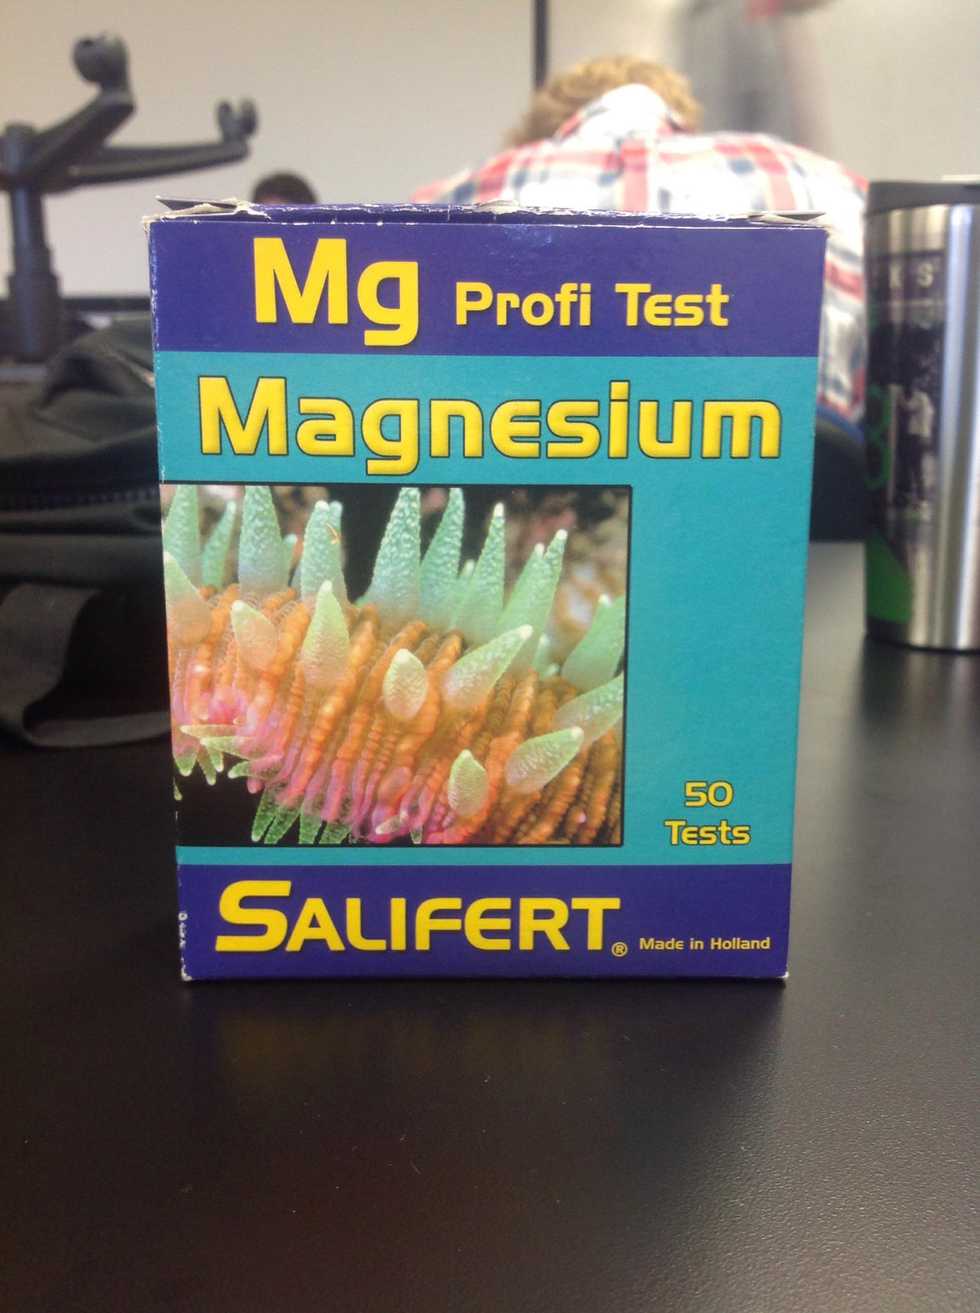 Mg Profi Test
Magnesium
50
Tests
SALIFERT® Made in Holland